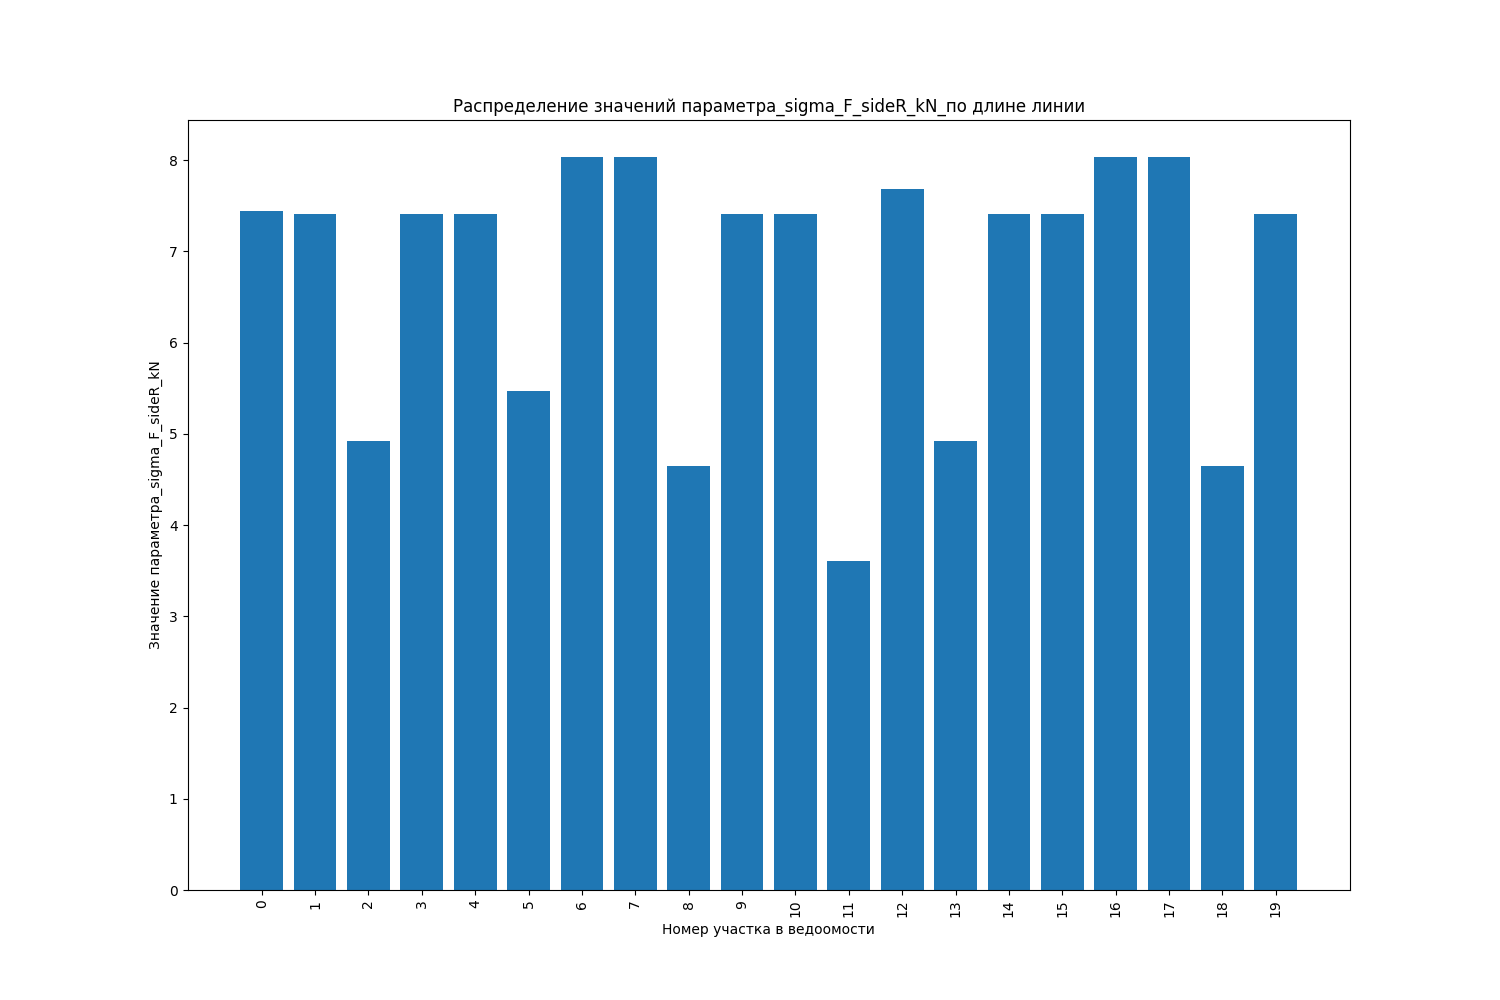 Распределение значений параметра_sigma_F_sideR_kN_по длине линии
Значение параметра_sigma_F_sideR_kN
8
7
6
5
4
3
2
1
0
0 1 2 3 4 5 6 7 8 9 10 11 12 13 14 15 16 17 18 19
Номер участка в ведоомости